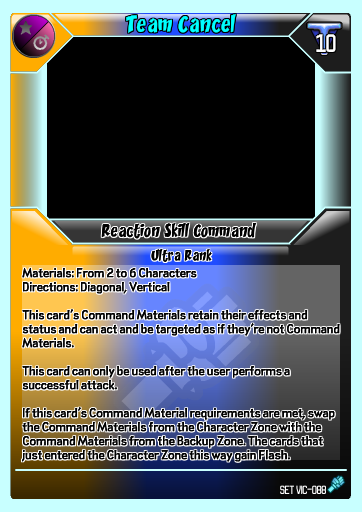 Team Cancel
10
Reaction Skill Command
Ultra Rank
Materials: From 2 to 6 Characters
Directions: Diagonal, Vertical
This card's Command Materials retain their effects and
status and can act and be targeted as if they're not Command
Materials.
This card can only be used after the user performs a
successful attack.
If this card's Command Material requirements are met, swap
the Command Materials from the Character Zone with the
Command Materials from the Backup Zone. The cards that
just entered the Character Zone this way gain Flash.
SET VIC-088